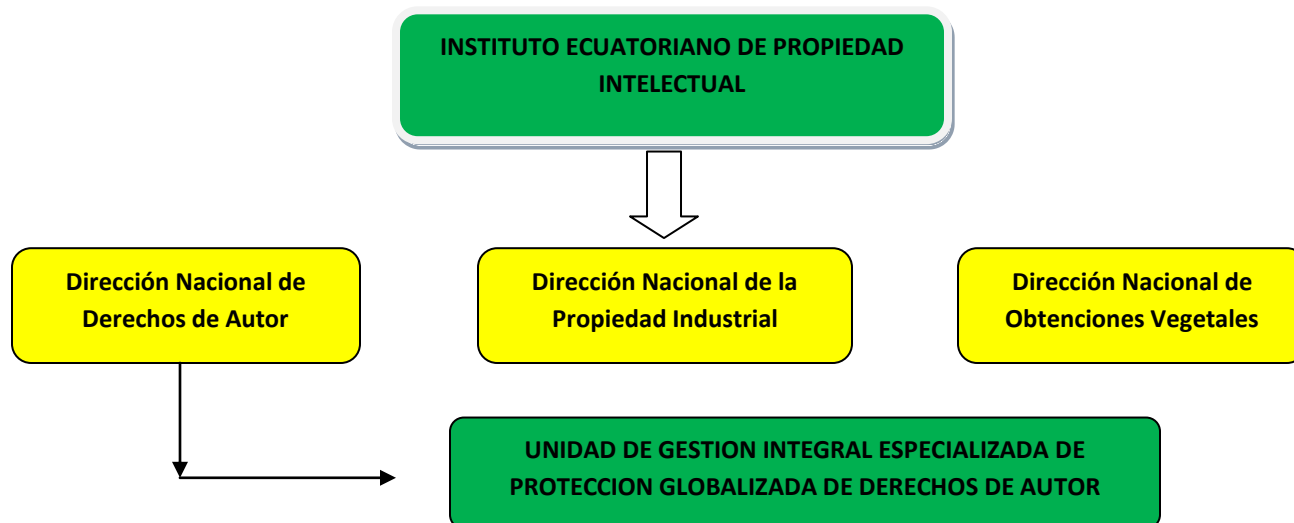 INSTITUTO ECUATORIANO DE PROPIEDAD
INTELECTUAL
Dirección Nacional de
Derechos de Autor
Dirección Nacional de la
Propiedad Industrial
Dirección Nacional de
Obtenciones Vegetales
UNIDAD DE GESTION INTEGRAL ESPECIALIZADA DE
PROTECCION GLOBALIZADA DE DERECHOS DE AUTOR